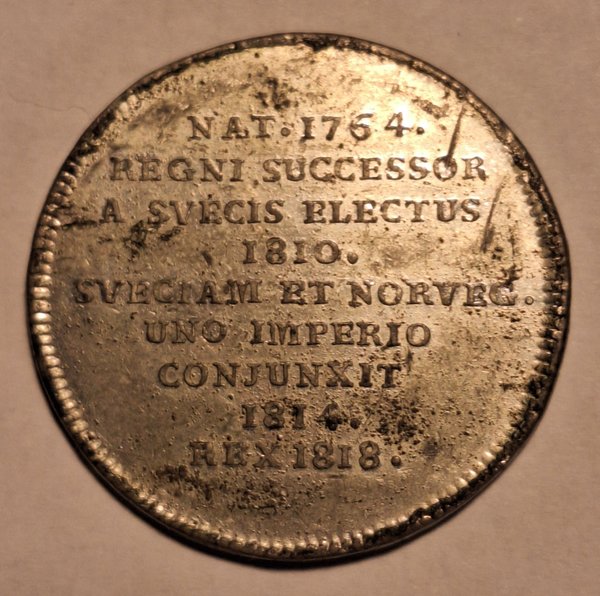 NAT. 1764.
REGNI SUCCESSOR
A SVECIS ELECTUS
1810.
SVECIAM ET NORVEG.
UNO IMPERIO
CONJUNXIT
1814.
REX 1818.